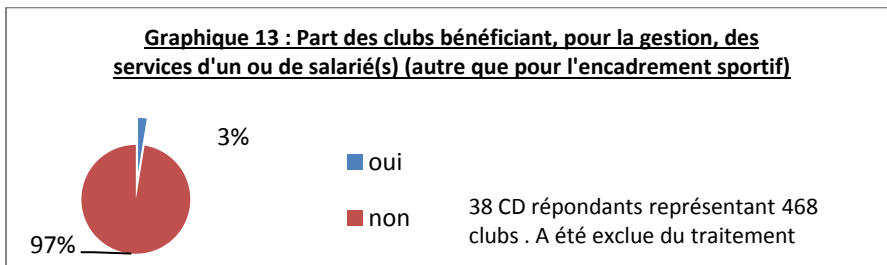 Graphique 13 : Part des clubs bénéficiant, pour la gestion, des
services d'un ou de salarié(s) (autre que pour l'encadrement sportif)
3%
oui
non
97%
38 CD répondants représentant 468
clubs . A été exclue du traitement